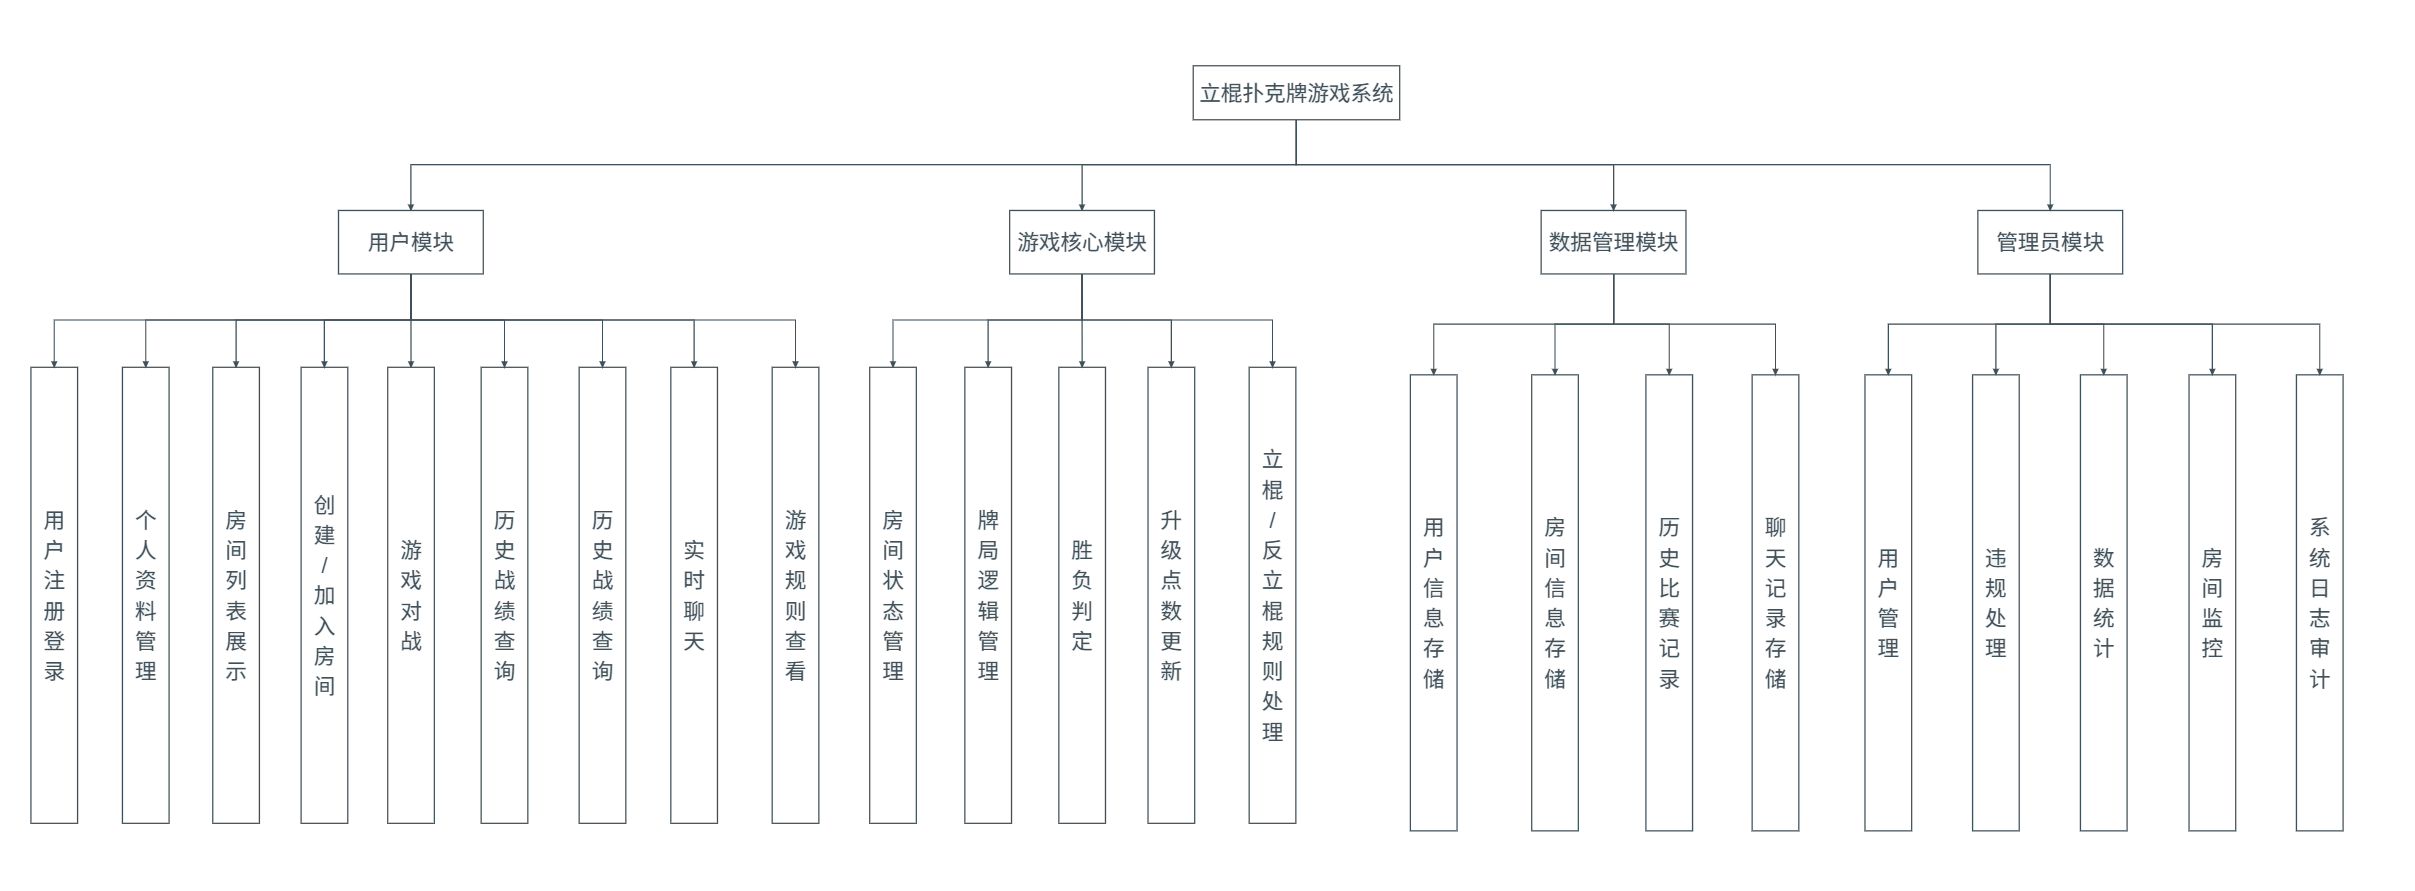 立棍扑克牌游戏系统
用户模块
游戏核心模块
数据管理模块
管理员模块
用户注册登录
个人资料管理
房间列表展示
创建/加入房间
游戏对战
历史战绩查询
历史战绩查询
实时聊天
游戏规则查看
房间状态管理
牌局逻辑管理
胜负判定
升级点数更新
立棍/反立棍规则处理
用户信息存储
房间信息存储
历史比赛记录
聊天记录存储
用户管理
违规处理
数据统计
房间监控
系统日志审计